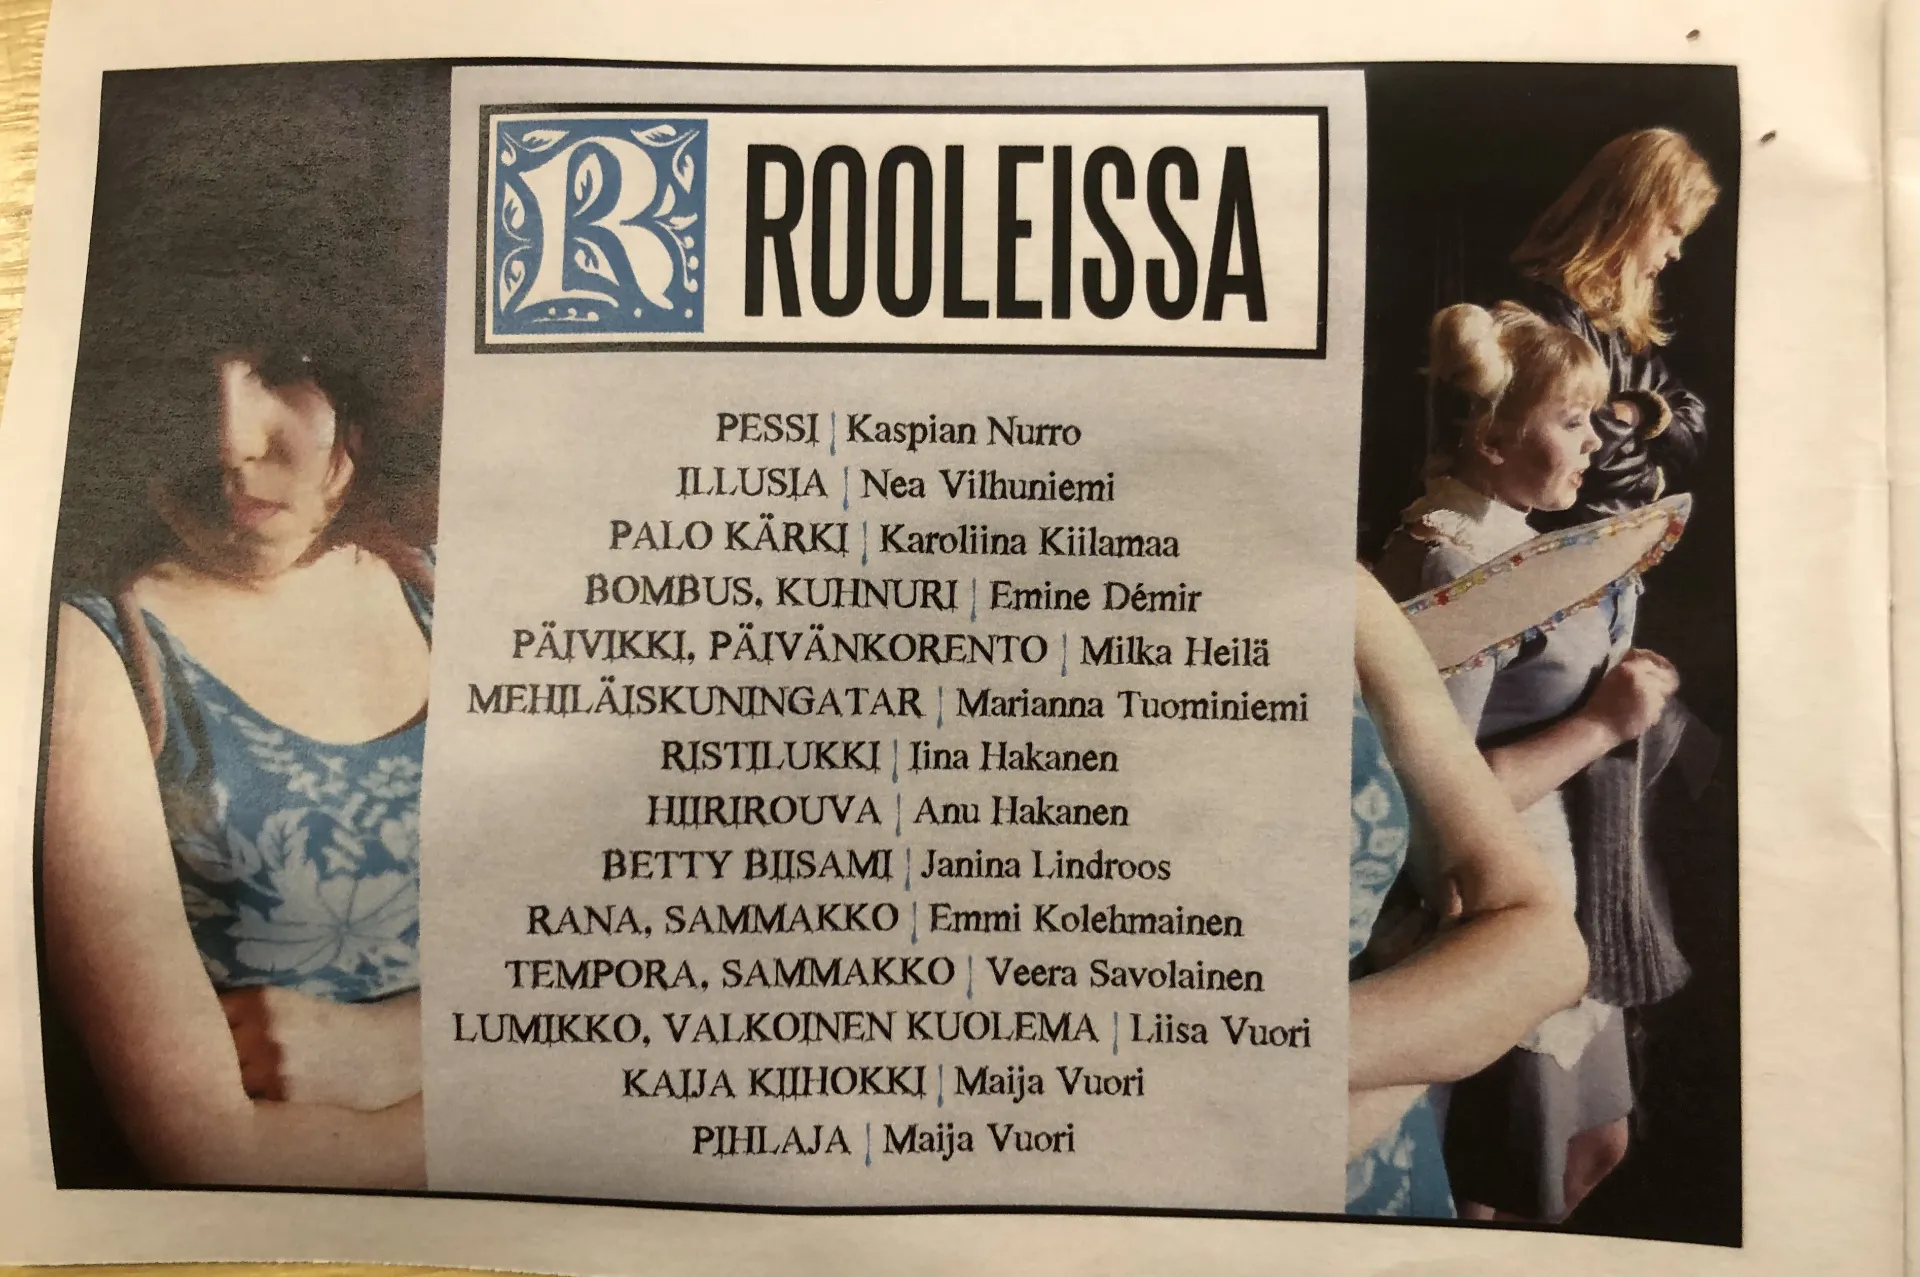 R ROOLEISSA
PESSI | Kaspian Nurro
ILLUSIA | Nea Vilhuniemi
PALO KÄRKI | Karoliina Kiilamaa
BOMBUS, KUHNURI | Emine Démir
PÄIVIKKI, PÄIVÄNKORENTO | Milka Heilä
MEHILÄISKUNINGATAR | Marianna Tuominiemi
RISTILUKKI | Iina Hakanen
HIIRIROUVA | Anu Hakanen
BETTY BIISAMI | Janina Lindroos
RANA, SAMMAKKO | Emmi Kolehmainen
TEMPORA, SAMMAKKO | Veera Savolainen
LUMIKKO, VALKOINEN KUOLEMA | Liisa Vuori
KAIJA KIIHOKKI | Maija Vuori
PIHLAJA | Maija Vuori